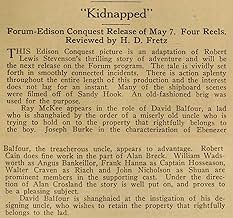 "Kidnapped"
Forum-Edison Conquest Release of May 7. Four Reels.
Reviewed by H. D. Fretz
THIS Edison Conquest picture is an adaptation of Robert
Lewis Stevenson's thrilling story of adventure and will be
the next release on the Forum program. The tale is vividly set
forth in smoothly connected incidents. There is action aplenty
throughout the entire length of this production and the interest
does not lag for an instant. Many of the shipboard scenes
were made off of Sandy Hook. An old-fashioned brig was
used for the purpose.
Ray McKee appears in the role of David Balfour, a lad
who is shanghaied by the order of a miserly old uncle who is
trying to hold on to the property that rightfully belongs to
the boy. Joseph Burke in the characterization of Ebenezer
Balfour, the treacherous uncle, appears to advantage. Robert
Cain does fine work in the part of Alan Breck. William Wads-
worth as Angus Bankeillor, Frank Hanna as Captain Hoseason,
Walter Craven as Riach and John Nicholson as Shuan are
prominent members in the supporting cast. Under the direc-
tion of Alan Crosland the story is well put on, and proves to
be a pleasing subject.
David Balfour is shanghaied at the instigation of his de-
signing uncle, who wishes to retain the property that rightfully
belongs to the lad.